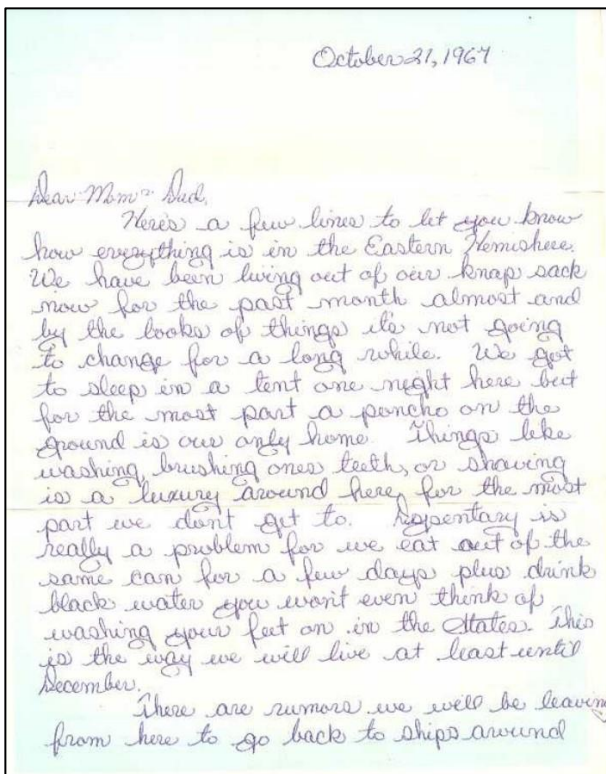 October 21, 1967
Dear Mom & Dad,
Here's a few lines to let you know
how everything is in the Eastern Hemishere.
We have been living out of our knap sack
now for the past month almost and
by the looks of things it's not going
to change for a long while. We got
to sleep in a tent one night here but
for the most part a poncho on the
ground is our only home. Things like
washing, brushing ones teeth, or shaving
is a luxury around here, for the most
part we don't get to. Dysentary is
really a problem for we eat out of the
same can for a few days plus drink
black water you won't even think of
washing your feet on in the States. This
is the way we will live at least until
December.
There are rumors we will be leaving
from here to go back to ships around